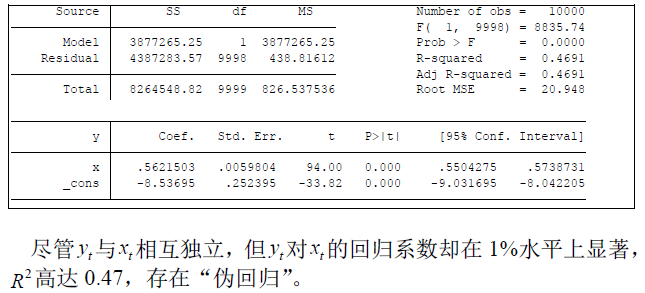 Source SS df MS Number of obs = 10000
F( 1, 9998) = 8835.74
Model 3877265.25 1 3877265.25 Prob > F = 0.0000
Residual 4387283.57 9998 438.81612 R-squared = 0.4691
Adj R-squared = 0.4691
Total 8264548.82 9999 826.537536 Root MSE = 20.948
y Coef. Std. Err. t P>|t| [95% Conf. Interval]
x .5621503 .0059804 94.00 0.000 .5504275 .5738731
_cons -8.53695 .252395 -33.82 0.000 -9.031695 -8.042205
尽管 yₜ 与 xₜ 相互独立，但 yₜ 对 xₜ 的回归系数却在 1%水平上显著，
R² 高达 0.47，存在“伪回归”。